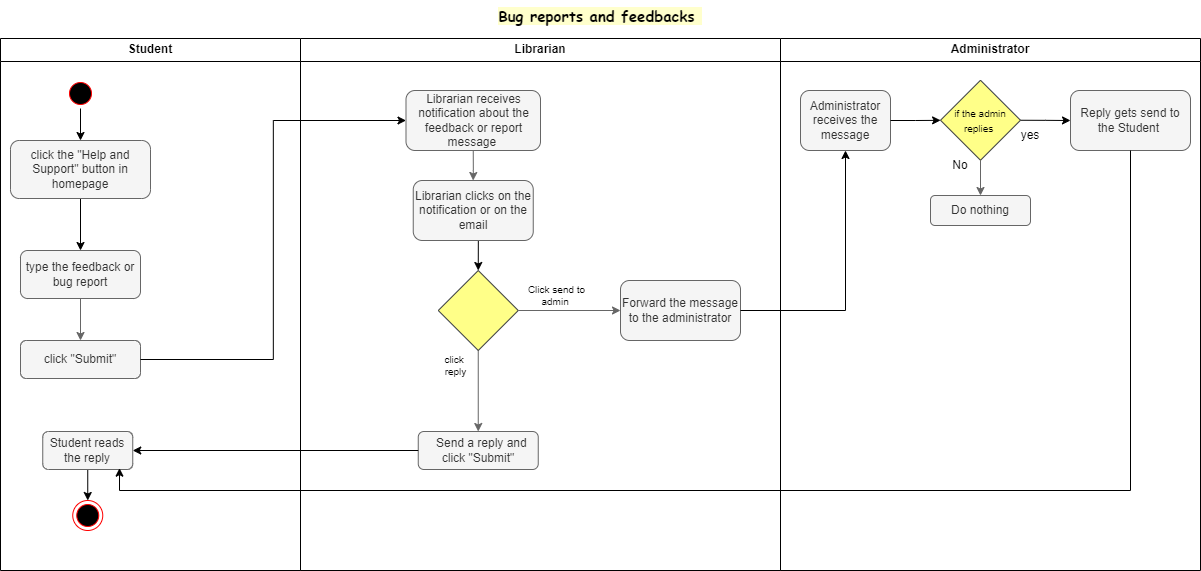 Bug reports and feedbacks
Student
Librarian
Administrator
click the "Help and
Support" button in
homepage
type the feedback or
bug report
click "Submit"
Student reads
the reply
Librarian receives
notification about the
feedback or report
message
Librarian clicks on the
notification or on the
email
Click send to
admin
click
reply
Forward the message
to the administrator
Send a reply and
click "Submit"
Administrator
receives the
message
if the admin
replies
yes
No
Reply gets send to
the Student
Do nothing